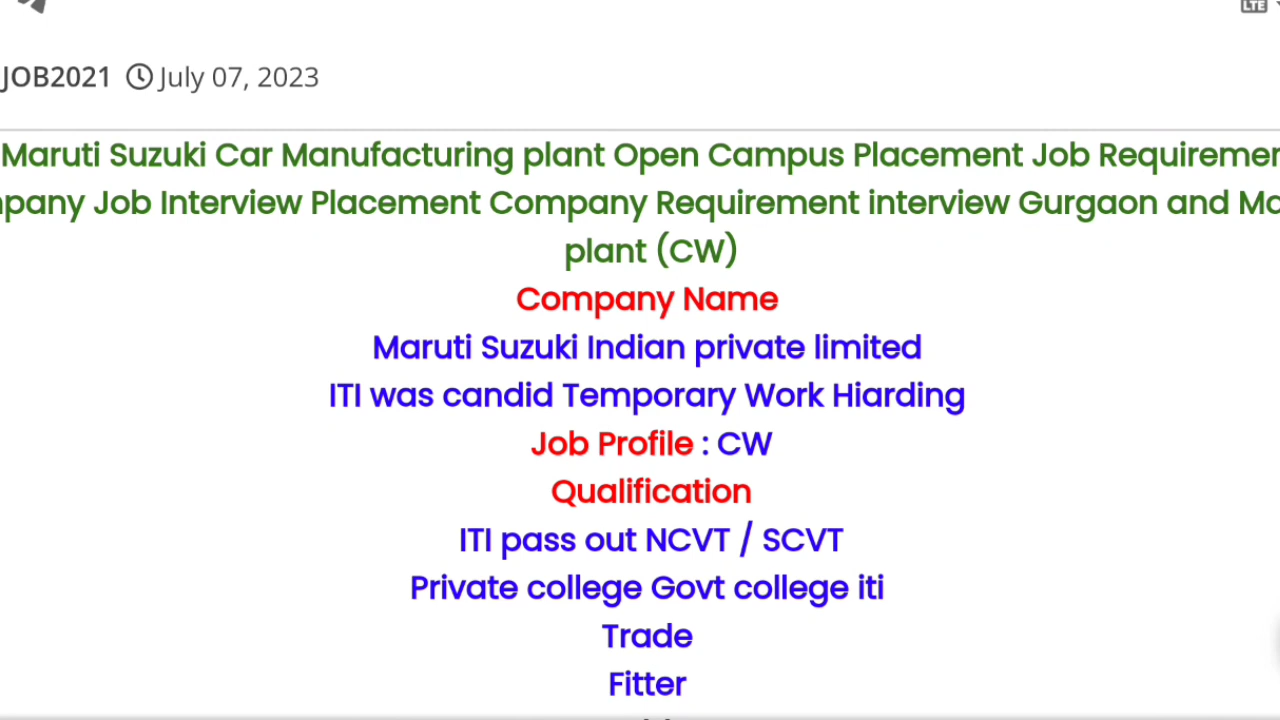 LTE
JOB2021 July 07, 2023
Maruti Suzuki Car Manufacturing plant Open Campus Placement Job
Job Interview Placement Company Requirement interview Gurgaon and
plant (CW)
Company Name
Maruti Suzuki Indian private limited
ITI was candid Temporary Work Hiarding
Job Profile : CW
Qualification
ITI pass out NCVT / SCVT
Private college Govt college iti
Trade
Fitter